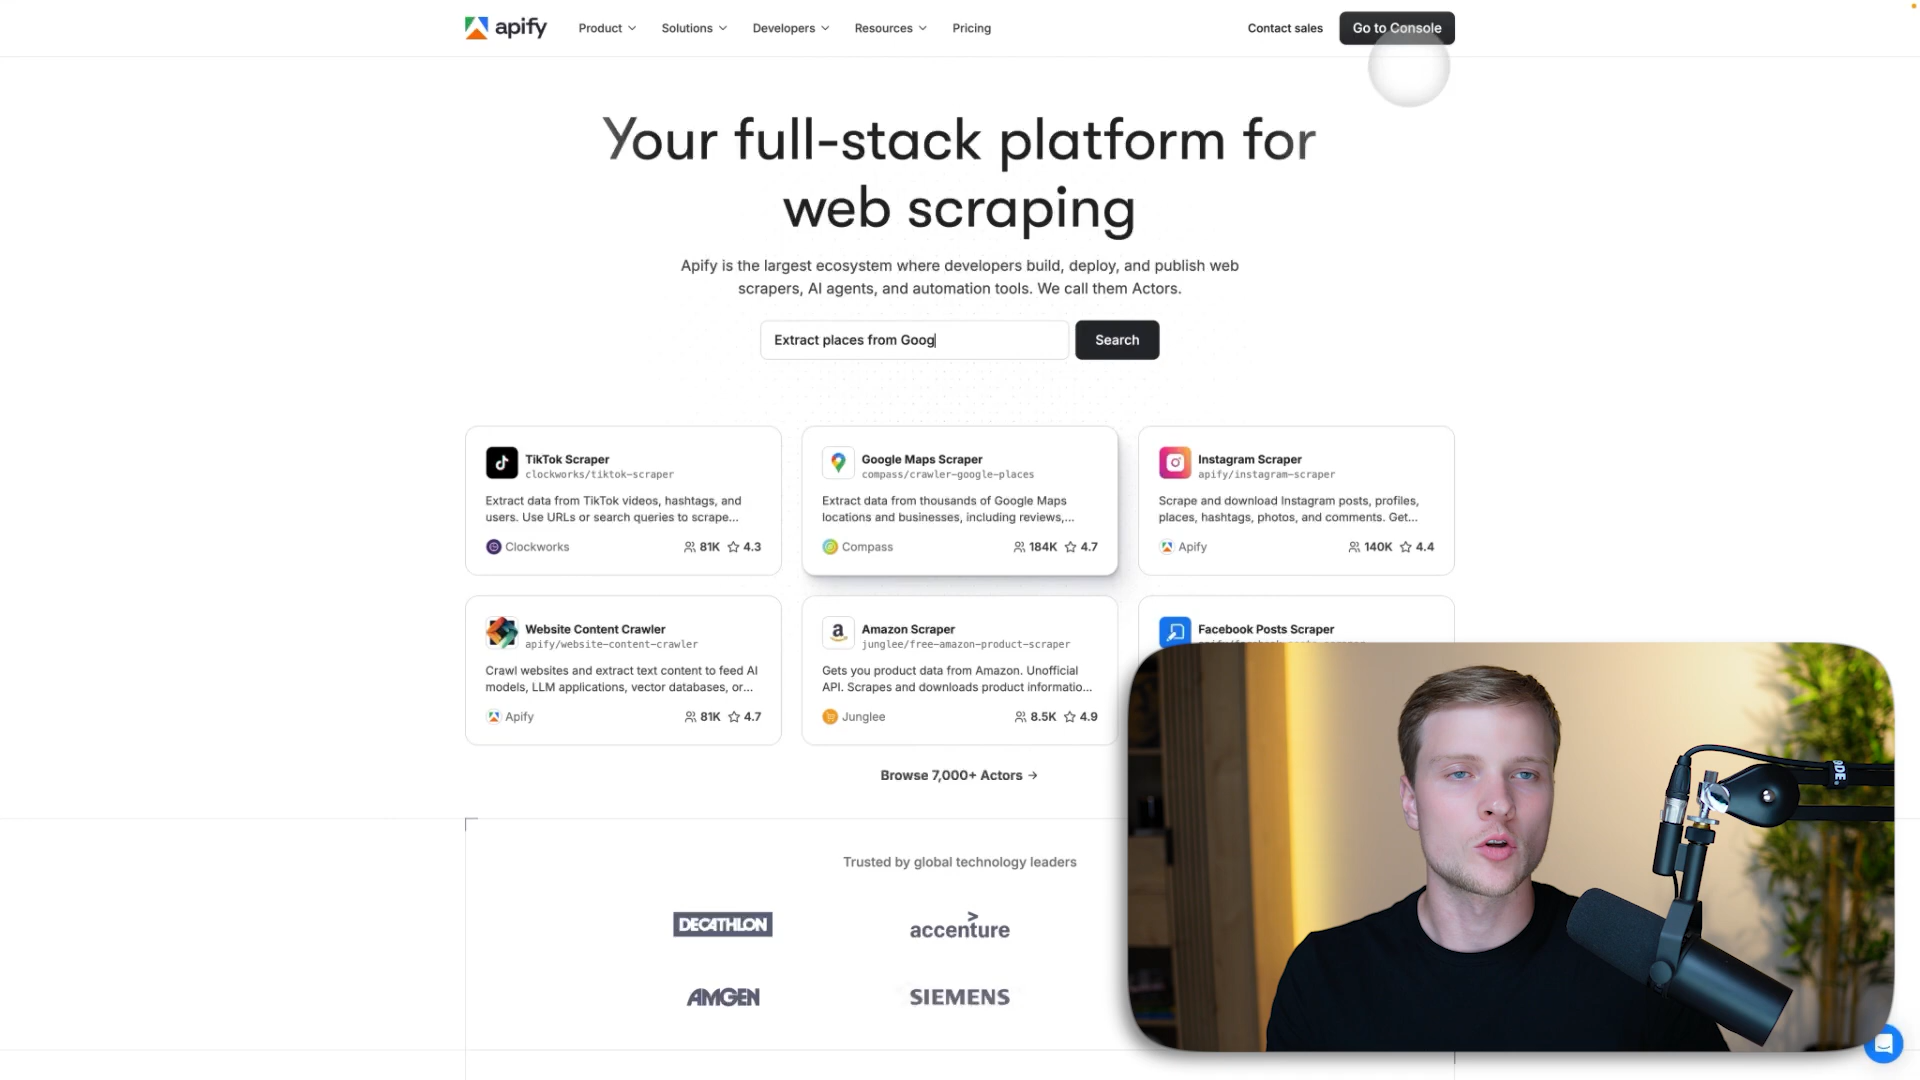 apify
Product
Solutions
Developers
Resources
Pricing
Contact sales
Go to Console
Your full-stack platform for
web scraping
Apify is the largest ecosystem where developers build, deploy, and publish web
scrapers, AI agents, and automation tools. We call them Actors.
Extract places from Goog
Search
TikTok Scraper
clockworks/tiktok-scraper
Extract data from TikTok videos, hashtags, and
users. Use URLs or search queries to scrape...
Clockworks 81K 4.3
Google Maps Scraper
compass/crawler-google-places
Extract data from thousands of Google Maps
locations and businesses, including reviews,...
Compass 184K 4.7
Instagram Scraper
apify/instagram-scraper
Scrape and download Instagram posts, profiles,
places, hashtags, photos, and comments. Get...
Apify 140K 4.4
Website Content Crawler
apify/website-content-crawler
Crawl websites and extract text content to feed AI
models, LLM applications, vector databases, or...
Apify 81K 4.7
Amazon Scraper
junglee/free-amazon-product-scraper
Gets you product data from Amazon. Unofficial
API. Scrapes and downloads product informatio...
Junglee 8.5K 4.9
Facebook Posts Scraper
Browse 7,000+ Actors →
Trusted by global technology leaders
DECATHLON
accenture
AMGEN
SIEMENS